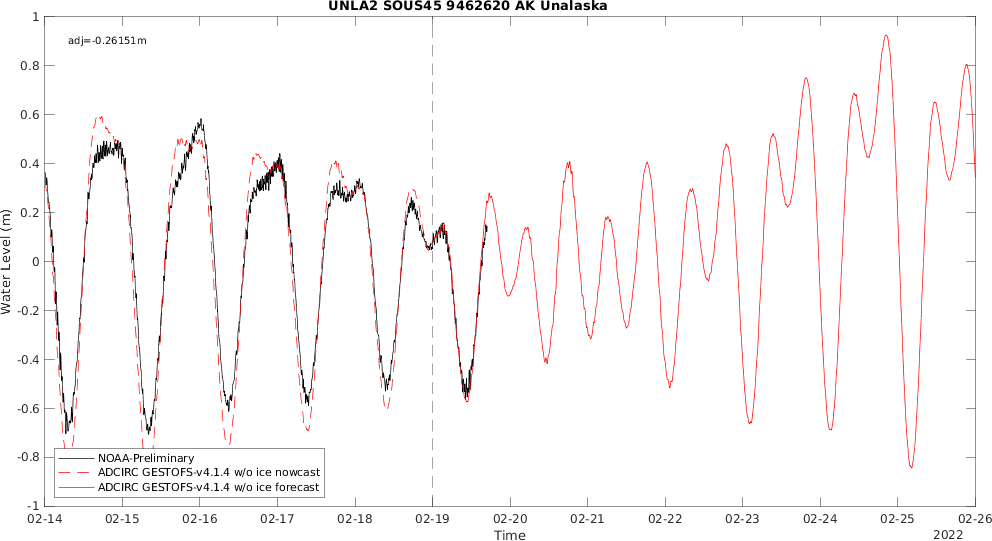 UNLA2 SOUS45 9462620 AK Unalaska
adj=-0.26151m
1
0.8
0.6
0.4
0.2
0
-0.2
-0.4
-0.6
-0.8
-1
Water Level (m)
NOAA-Preliminary
ADCIRC GESTOFS-v4.1.4 w/o ice nowcast
ADCIRC GESTOFS-v4.1.4 w/o ice forecast
02-14 02-15 02-16 02-17 02-18 02-19 02-20 02-21 02-22 02-23 02-24 02-25 02-26
Time
2022